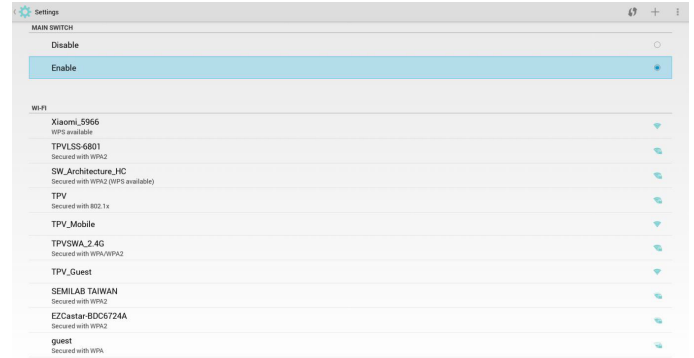 Settings
MAIN SWITCH
Disable
Enable
WI-FI
Xiaomi_5966
WPS available
TPVLSS-6801
Secured with WPA2
SW_Architecture_HC
Secured with WPA2 (WPS available)
TPV
Secured with 802.1x
TPV_Mobile
TPVSWA_2.4G
Secured with WPA/WPA2
TPV_Guest
SEMILAB TAIWAN
Secured with WPA2
EZCastar-BDC6724A
Secured with WPA2
guest
Secured with WPA